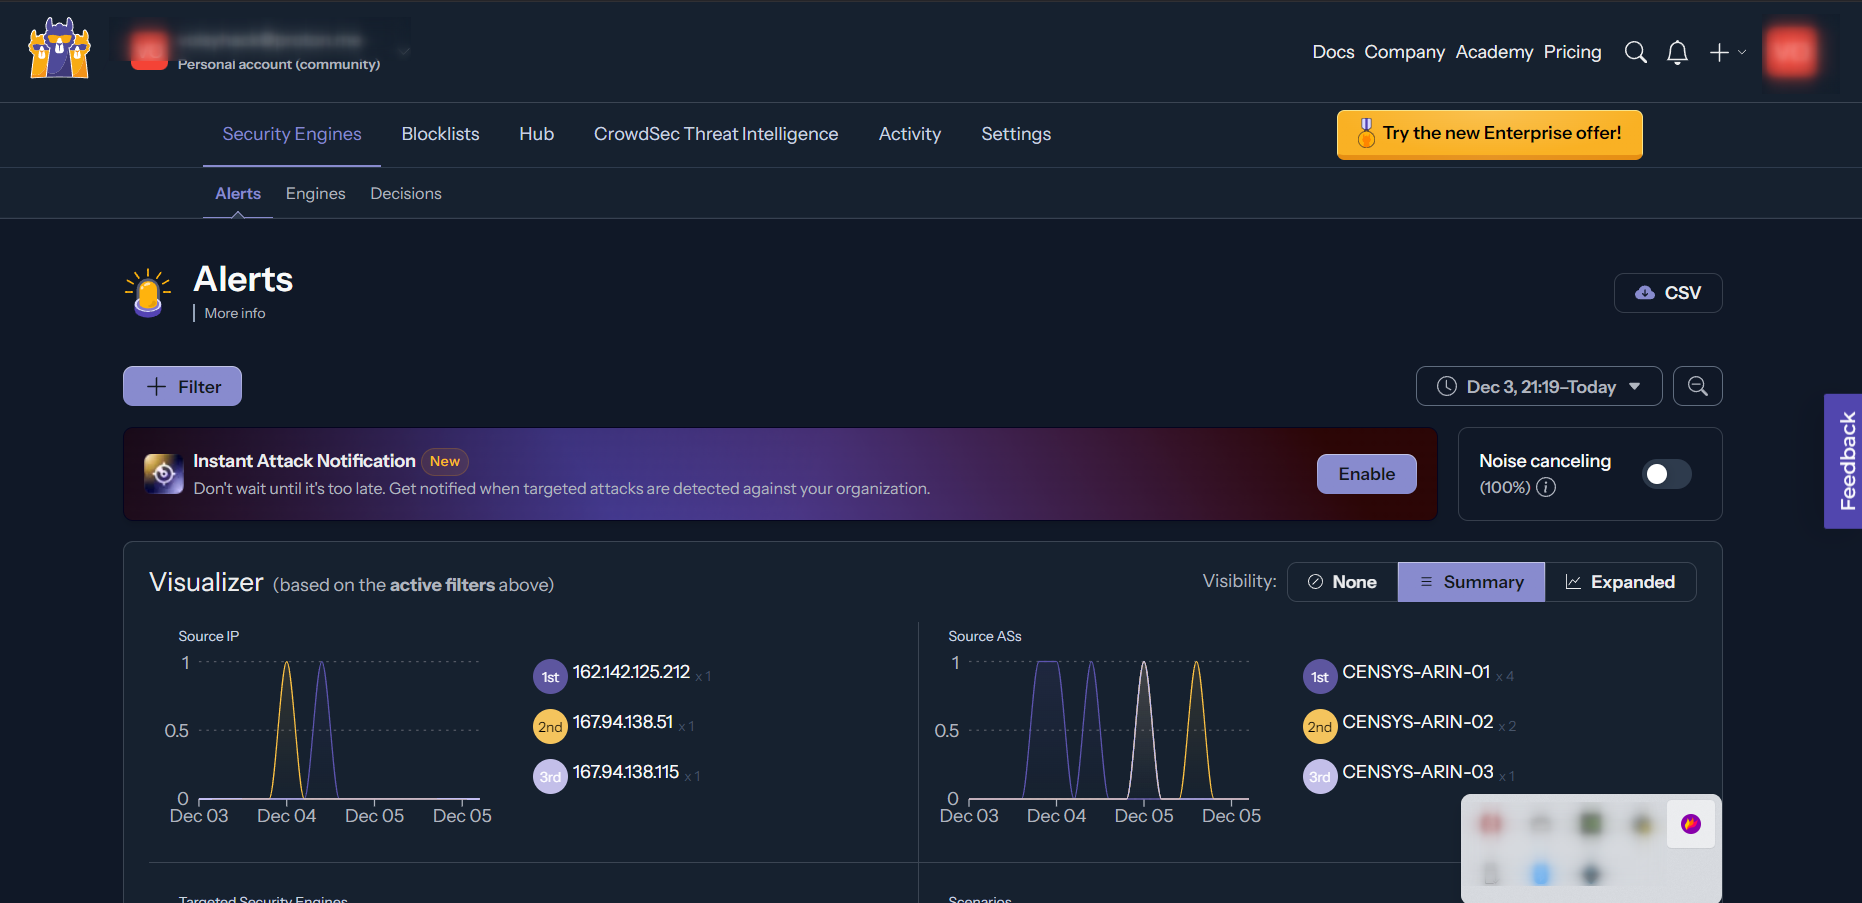 Personal account (community)
Docs Company Academy Pricing
Security Engines Blocklists Hub CrowdSec Threat Intelligence Activity Settings
Try the new Enterprise offer!
Alerts Engines Decisions
Alerts
More info
CSV
Filter
Dec 3, 21:19–Today
Instant Attack Notification New
Don't wait until it's too late. Get notified when targeted attacks are detected against your organization.
Enable
Noise canceling
(100%)
Feedback
Visualizer (based on the active filters above)
Visibility: None Summary Expanded
Source IP
1
0.5
0
Dec 03 Dec 04 Dec 05 Dec 05
1st 162.142.125.212 x 1
2nd 167.94.138.51 x 1
3rd 167.94.138.115 x 1
Source ASs
1
0.5
0
Dec 03 Dec 04 Dec 05 Dec 05
1st CENSYS-ARIN-01 x 4
2nd CENSYS-ARIN-02 x 2
3rd CENSYS-ARIN-03 x 1
Targeted Security Engines
Scenarios